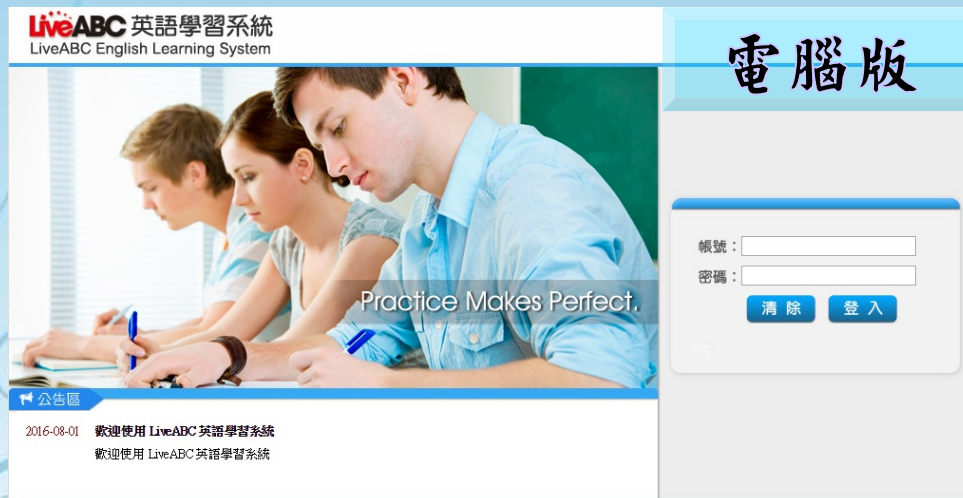 LiveABC 英語學習系統
LiveABC English Learning System
電腦版
Practice Makes Perfect.
帳號：
密碼：
清除 登入
公告區
2016-08-01 歡迎使用 LiveABC 英語學習系統
歡迎使用 LiveABC 英語學習系統